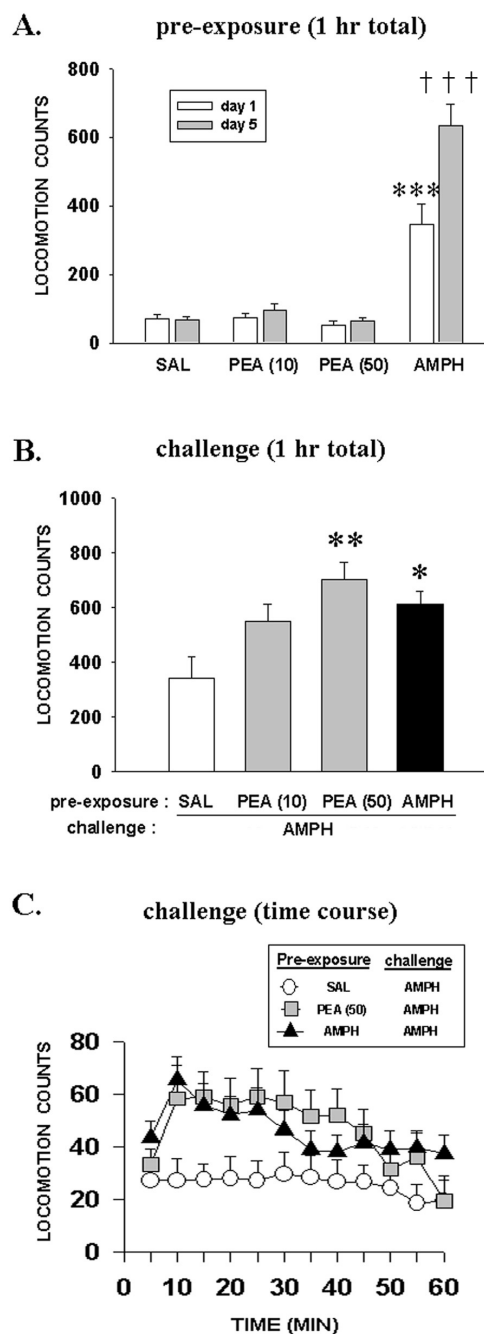 A. pre-exposure (1 hr total)
LOCOMOTION COUNTS
800
600
400
200
0
day 1
day 5
† † †
***
SAL PEA (10) PEA (50) AMPH
B. challenge (1 hr total)
LOCOMOTION COUNTS
1000
800
600
400
200
0
**
*
pre-exposure : SAL PEA (10) PEA (50) AMPH
challenge : AMPH
C. challenge (time course)
Pre-exposure challenge
SAL AMPH
PEA (50) AMPH
AMPH AMPH
LOCOMOTION COUNTS
80
60
40
20
0
0 10 20 30 40 50 60
TIME (MIN)